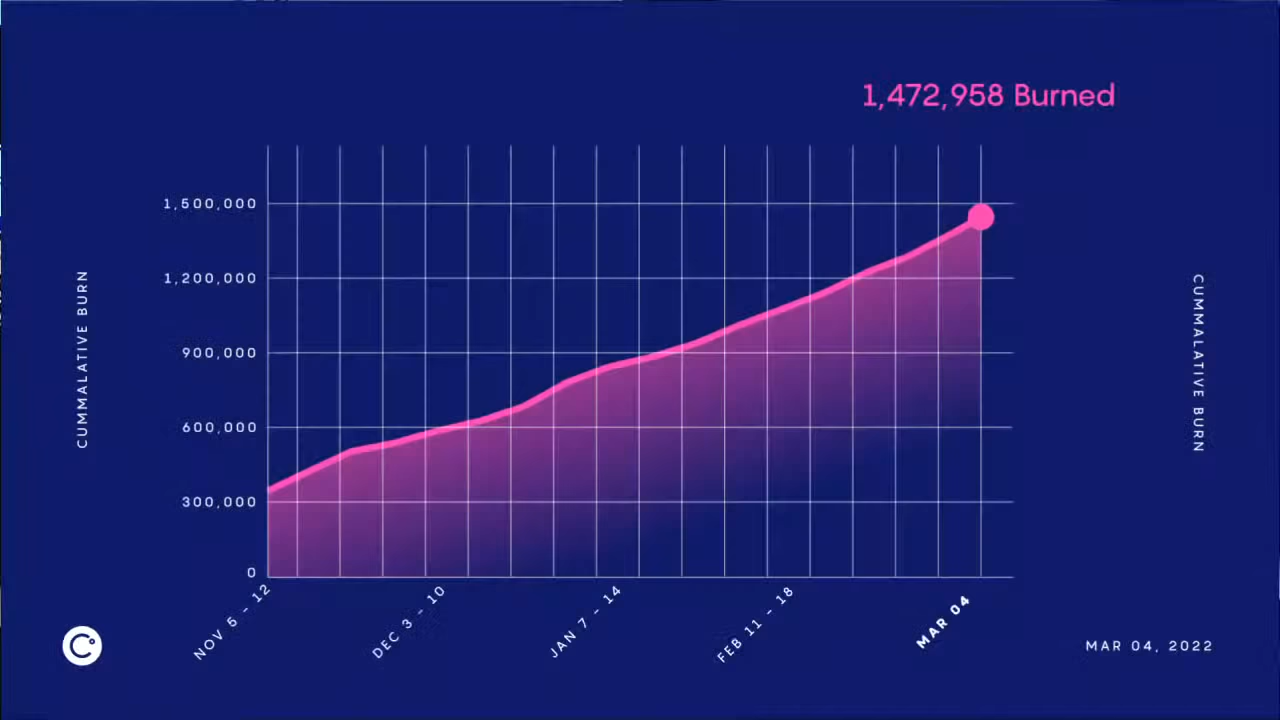 1,472,958 Burned
1,500,000
1,200,000
900,000
600,000
300,000
0
CUMMALATIVE BURN
CUMMALATIVE BURN
NOV 5 - 12
DEC 3 - 10
JAN 7 - 14
FEB 11 - 18
MAR 04
MAR 04, 2022